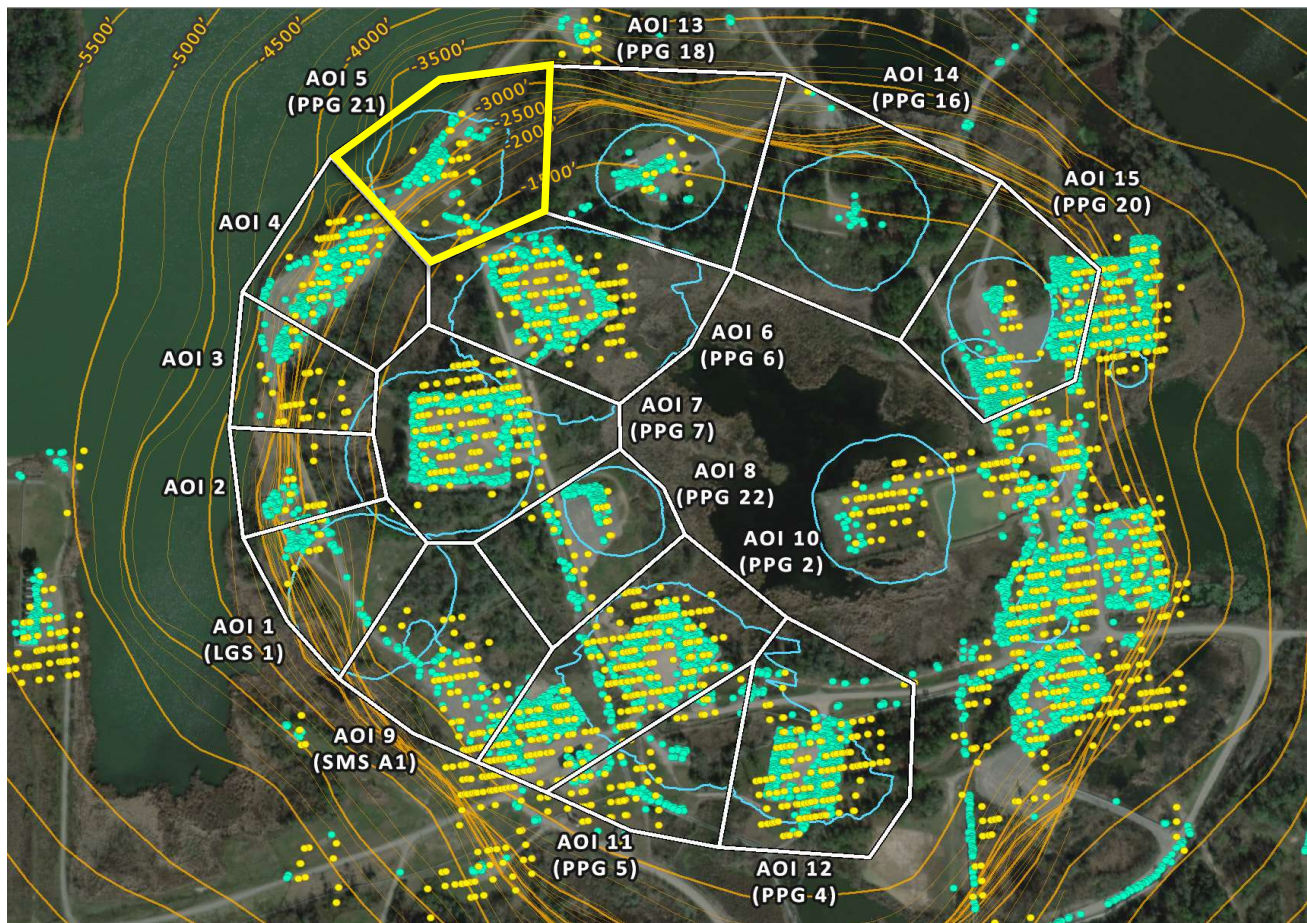 -5500'
-5000'
-4500'
-4000'
-3500'
AOI 13
(PPG 18)
AOI 5
(PPG 21)
AOI 14
(PPG 16)
-3000'
-2500'
-2000'
-1500'
AOI 15
(PPG 20)
AOI 4
AOI 3
AOI 6
(PPG 6)
AOI 7
(PPG 7)
AOI 2
AOI 8
(PPG 22)
AOI 10
(PPG 2)
AOI 1
(LGS 1)
AOI 9
(SMS A1)
AOI 11
(PPG 5)
AOI 12
(PPG 4)